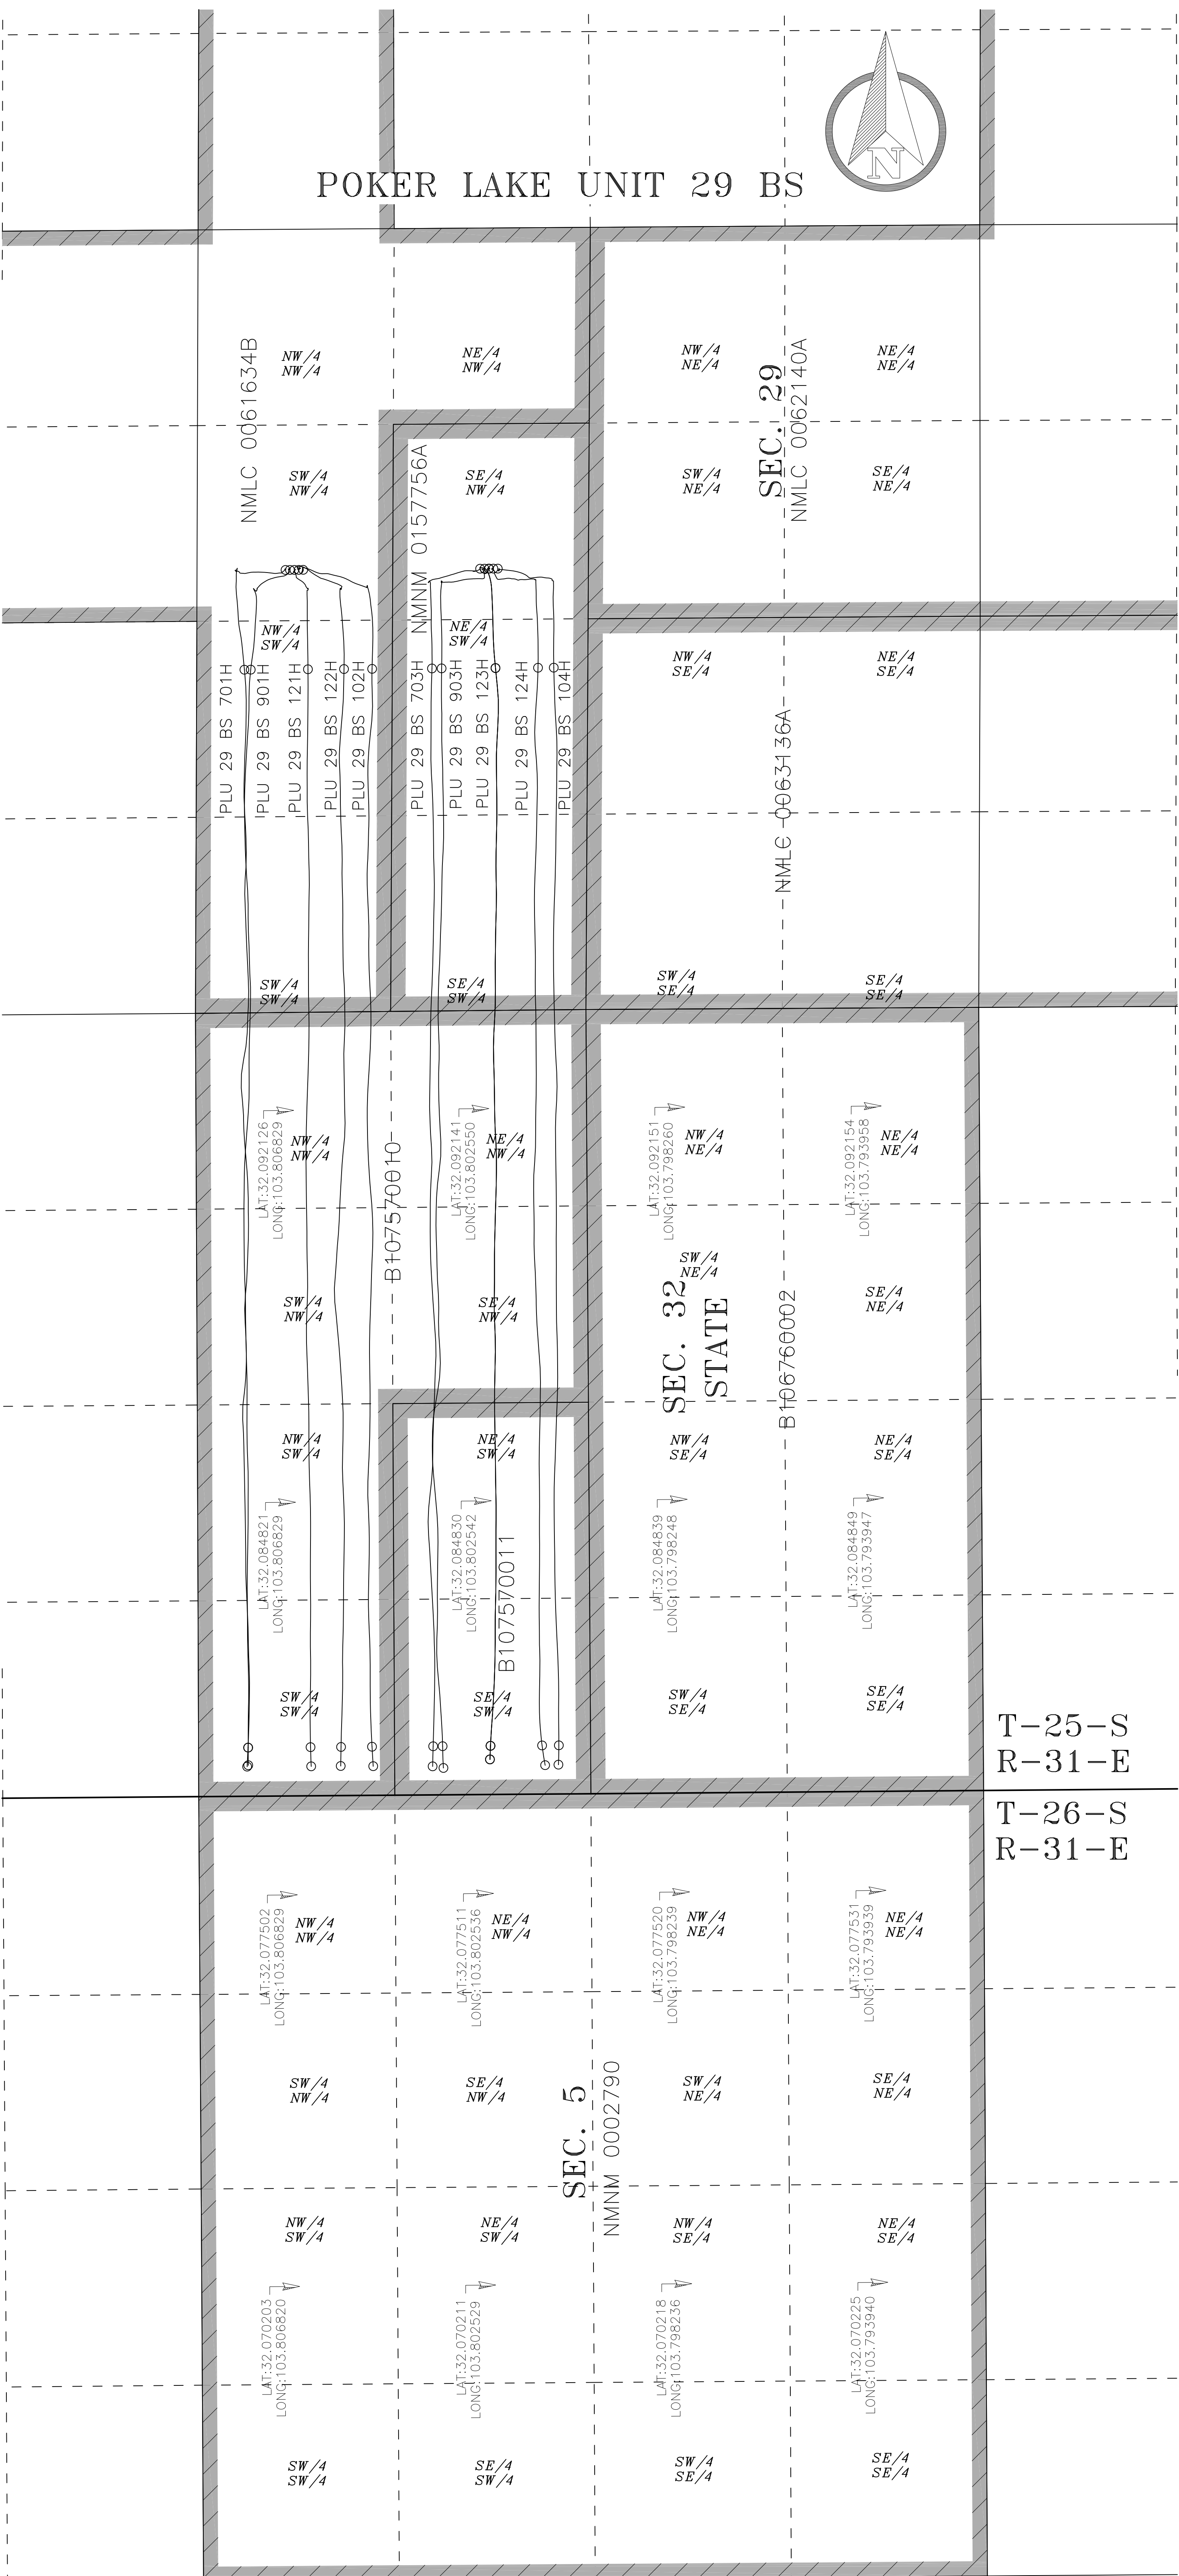 N
POKER LAKE UNIT 29 BS
NMLC 0061634B
NW/4
NW/4
NE/4
NW/4
NW/4
NE/4
SEC. 29
NMLC 0062140A
NE/4
NE/4
SW/4
NW/4
NMNM 0157756A
SE/4
NW/4
SW/4
NE/4
SE/4
NE/4
NW/4
SW/4
NE/4
SW/4
NW/4
SE/4
NE/4
SE/4
PLU 29 BS 701H
PLU 29 BS 901H
PLU 29 BS 121H
PLU 29 BS 122H
PLU 29 BS 102H
PLU 29 BS 703H
PLU 29 BS 903H
PLU 29 BS 123H
PLU 29 BS 124H
PLU 29 BS 104H
NMLC 0063136A
SW/4
SW/4
SE/4
SW/4
SW/4
SE/4
SE/4
SE/4
LAT:32.092126
LONG:103.806829
NW/4
NW/4
B107570010
LAT:32.092141
LONG:103.802550
NE/4
NW/4
LAT:32.092151
LONG:103.798260
NW/4
NE/4
LAT:32.092154
LONG:103.793958
NE/4
NE/4
SW/4
NW/4
SE/4
NW/4
SW/4
NE/4
SE/4
NE/4
SEC. 32
STATE
B106760002
NW/4
SW/4
NE/4
SW/4
NW/4
SE/4
NE/4
SE/4
LAT:32.084821
LONG:103.806829
LAT:32.084830
LONG:103.802542
B107570011
LAT:32.084839
LONG:103.798248
LAT:32.084849
LONG:103.793947
SW/4
SW/4
SE/4
SW/4
SW/4
SE/4
SE/4
SE/4
T-25-S
R-31-E
T-26-S
R-31-E
LAT:32.077502
LONG:103.806829
NW/4
NW/4
LAT:32.077511
LONG:103.802536
NE/4
NW/4
LAT:32.077520
LONG:103.798239
NW/4
NE/4
LAT:32.077531
LONG:103.793939
NE/4
NE/4
SW/4
NW/4
SE/4
NW/4
SEC. 5
NMNM 0002790
SW/4
NE/4
SE/4
NE/4
NW/4
SW/4
NE/4
SW/4
NW/4
SE/4
NE/4
SE/4
LAT:32.070203
LONG:103.806820
LAT:32.070211
LONG:103.802529
LAT:32.070218
LONG:103.798236
LAT:32.070225
LONG:103.793940
SW/4
SW/4
SE/4
SW/4
SW/4
SE/4
SE/4
SE/4